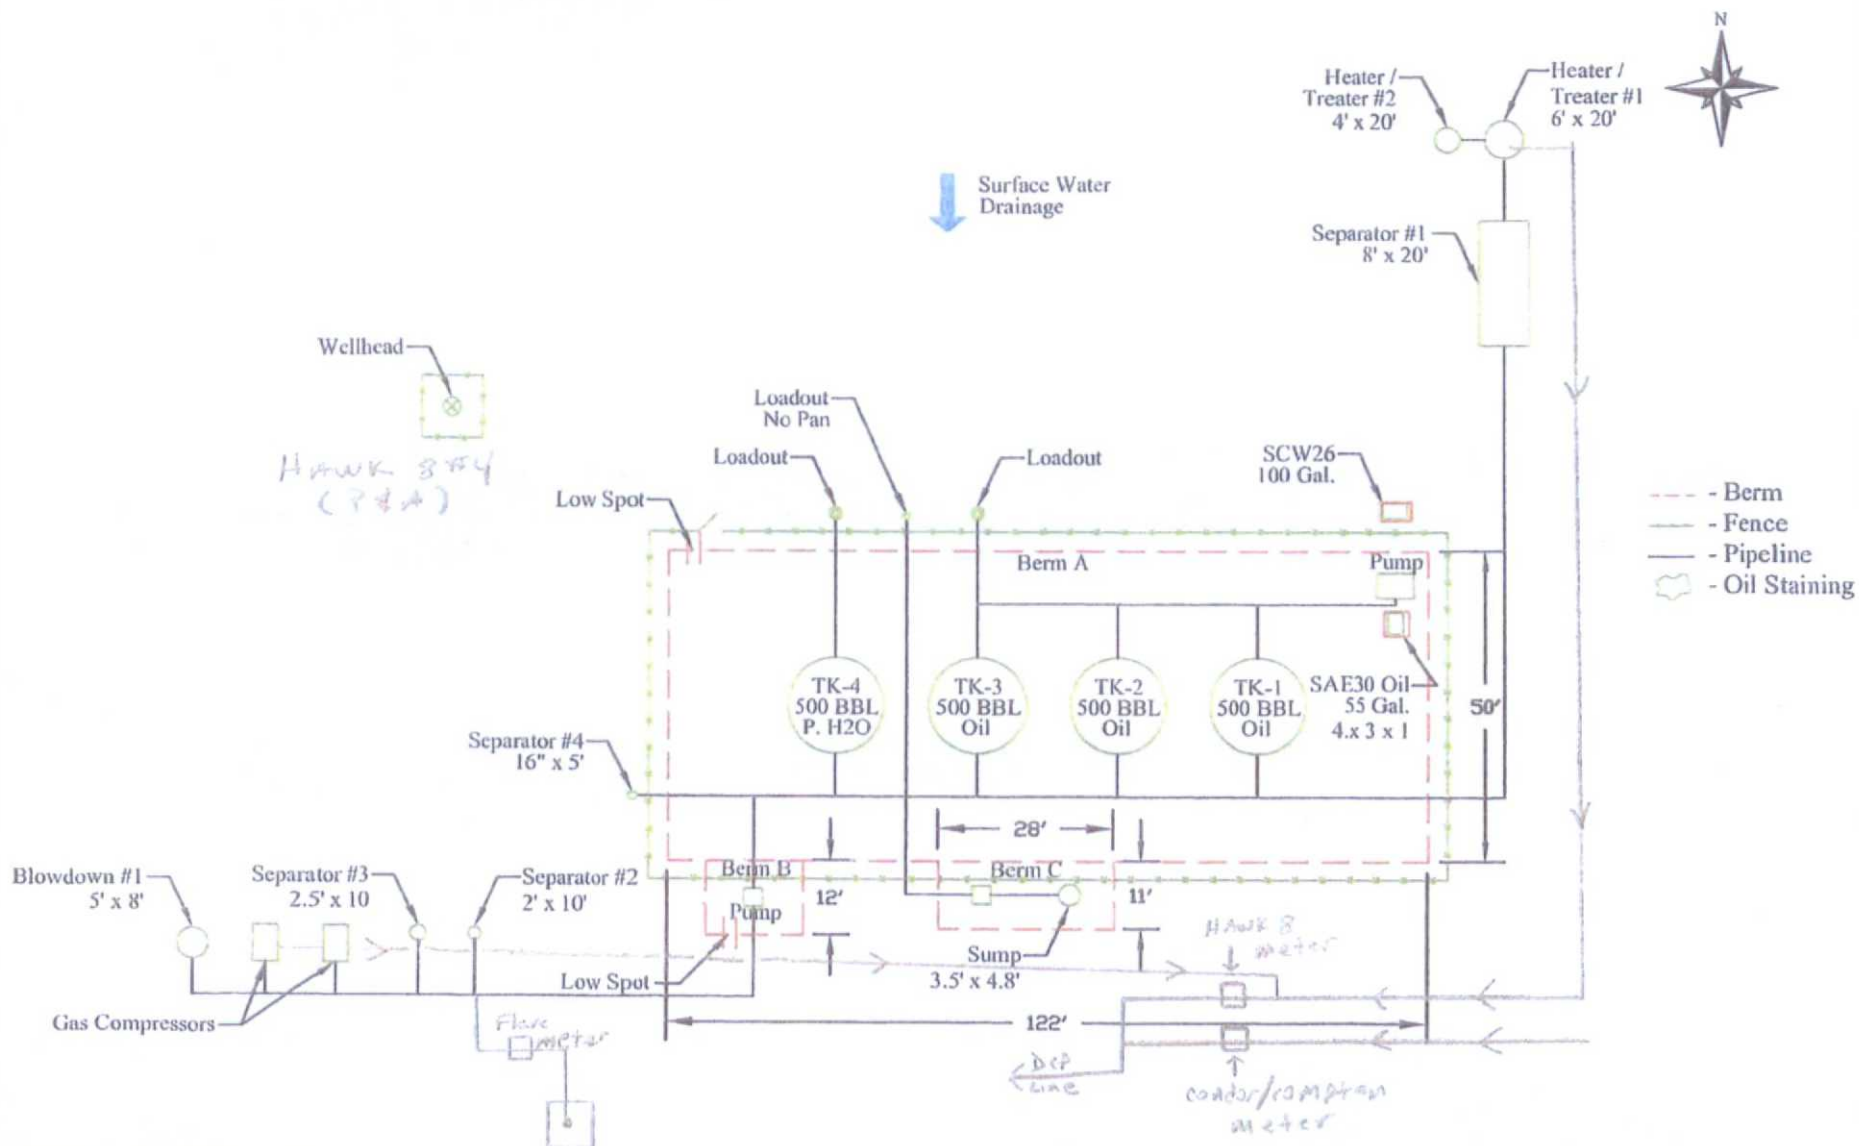 N
Heater /
Treater #2
4' x 20'
Heater /
Treater #1
6' x 20'
Surface Water
Drainage
Separator #1
8' x 20'
Wellhead
HAWK 8 #4
(P & A)
Loadout
No Pan
Loadout
Loadout
SCW26
100 Gal.
Low Spot
Berm A
Pump
- Berm
- Fence
- Pipeline
- Oil Staining
TK-4
500 BBL
P. H2O
TK-3
500 BBL
Oil
TK-2
500 BBL
Oil
TK-1
500 BBL
Oil
SAE30 Oil
55 Gal.
4.x 3 x 1
50'
Separator #4
16" x 5'
28'
Blowdown #1
5' x 8'
Separator #3
2.5' x 10
Separator #2
2' x 10'
Berm B
Pump
12'
Berm C
11'
Sump
3.5' x 4.8'
HAWK 8
meter
Low Spot
Gas Compressors
Flare
meter
122'
DCP
Line
condor/compton
meter